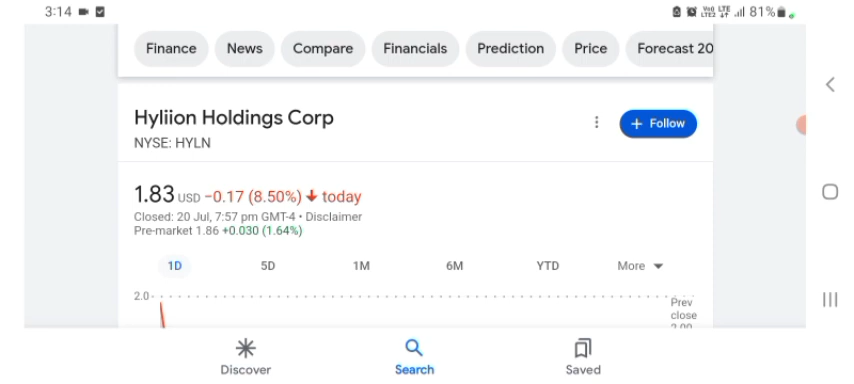 3:14 81%
Finance News Compare Financials Prediction Price Forecast 20
Hyliion Holdings Corp
+ Follow
NYSE: HYLN
1.83 USD −0.17 (8.50%) ↓ today
Closed: 20 Jul, 7:57 pm GMT-4 • Disclaimer
Pre-market 1.86 +0.030 (1.64%)
1D 5D 1M 6M YTD More
2.0
Prev
close
2.00
Discover Search Saved